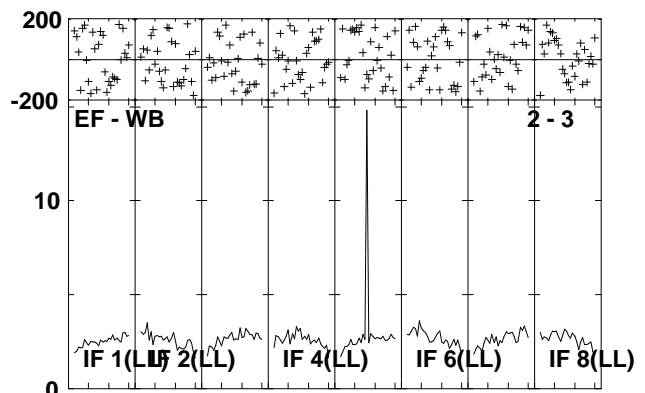 200
-200
EF - WB 2 - 3
10
IF 1(LL) IF 2(LL) IF 4(LL) IF 6(LL) IF 8(LL)
0